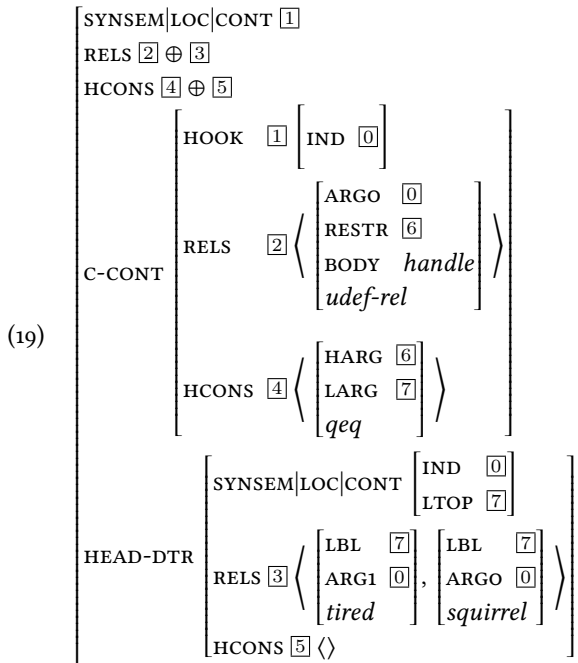 SYNSEM|LOC|CONT 1
RELS 2 ⊕ 3
HCONS 4 ⊕ 5
HOOK 1 [IND 0]
ARG0 0
RESTR 6
RELS 2 ⟨ BODY handle ⟩
udef-rel
C-CONT
(19)
HARG 6
HCONS 4 ⟨ LARG 7 ⟩
qeq
IND 0
SYNSEM|LOC|CONT
LTOP 7
LBL 7 LBL 7
HEAD-DTR RELS 3 ⟨ ARG1 0 , ARG0 0 ⟩
tired squirrel
HCONS 5 ⟨⟩